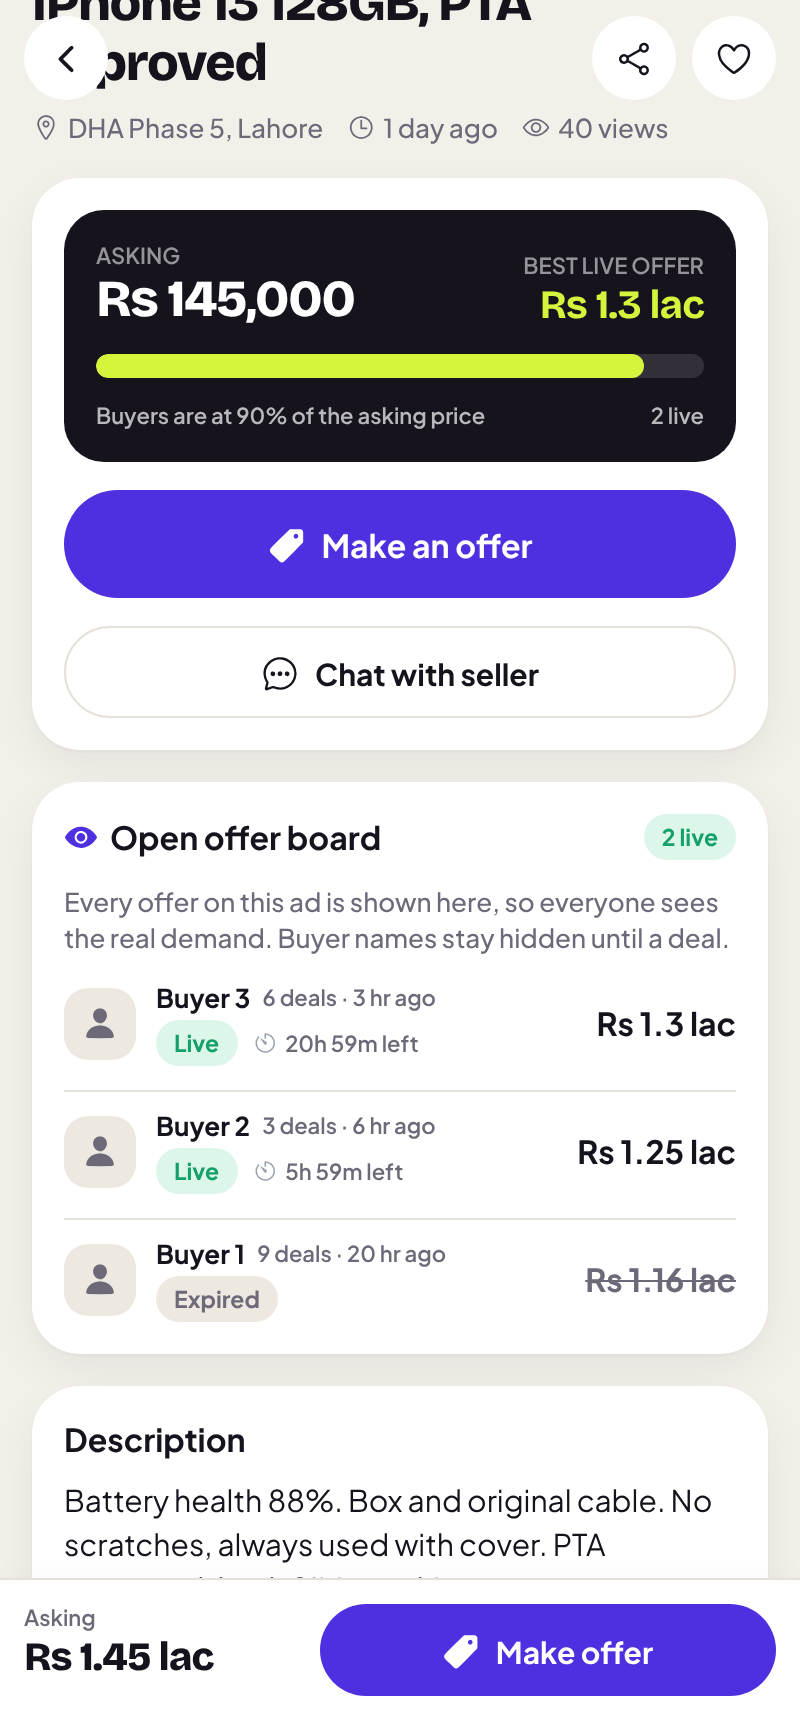 iPhone 13 128GB, PTA
proved
DHA Phase 5, Lahore 1 day ago 40 views
ASKING
Rs 145,000
BEST LIVE OFFER
Rs 1.3 lac
Buyers are at 90% of the asking price 2 live
Make an offer
Chat with seller
Open offer board 2 live
Every offer on this ad is shown here, so everyone sees
the real demand. Buyer names stay hidden until a deal.
Buyer 3 6 deals · 3 hr ago
Live 20h 59m left
Rs 1.3 lac
Buyer 2 3 deals · 6 hr ago
Live 5h 59m left
Rs 1.25 lac
Buyer 1 9 deals · 20 hr ago
Expired
Rs 1.16 lac
Description
Battery health 88%. Box and original cable. No
scratches, always used with cover. PTA
Asking
Rs 1.45 lac
Make offer